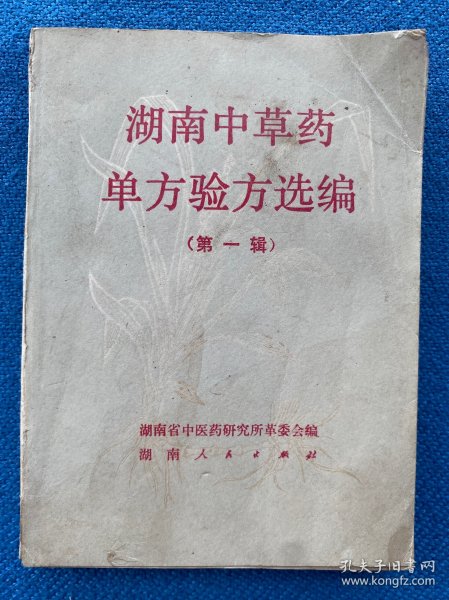 湖南中草药
单方验方选编
（第一辑）
湖南省中医药研究所革委会编
湖南人民出版社
孔夫子旧书网
www.kongfz.com